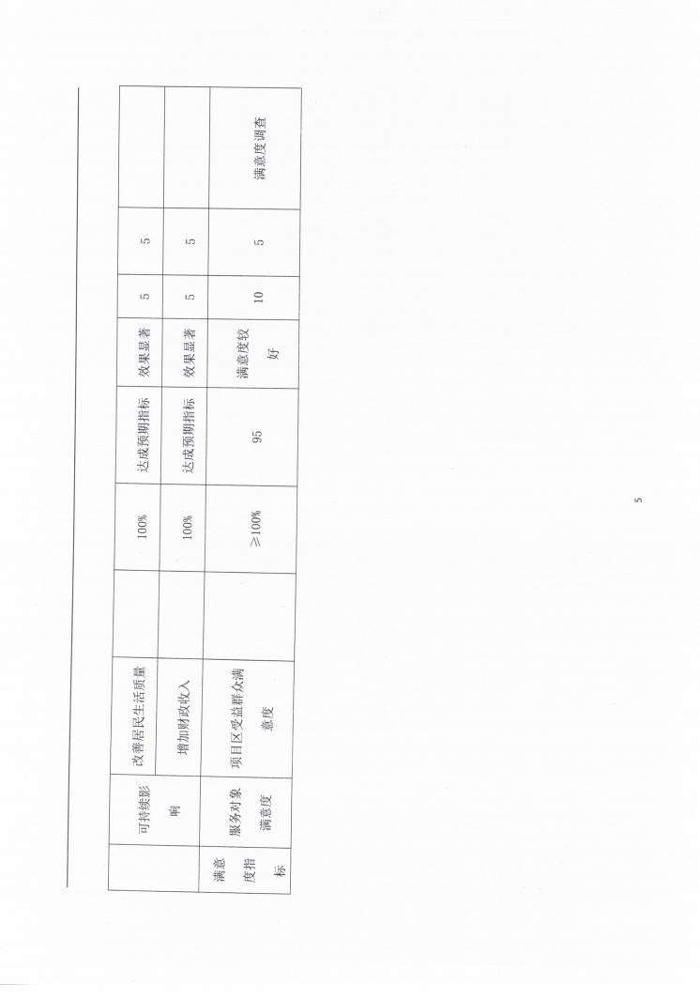 可持续影
响
改善居民生活质量
100%
达成预期指标
效果显著
5
5
增加财政收入
100%
达成预期指标
效果显著
5
5
满意
度指
标
服务对象
满意度
项目区受益群众满
意度
≥100%
95
满意度较
好
10
5
满意度调查
5